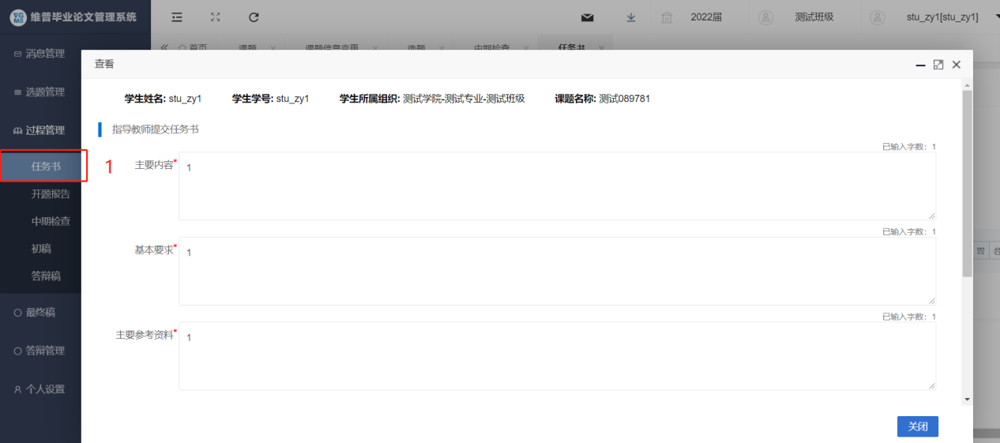 维普毕业论文管理系统
2022届
测试班级
stu_zy1[stu_zy1]
首页
课题
课题信息变更
选题
中期检查
任务书
消息管理
选题管理
过程管理
任务书
开题报告
中期检查
初稿
答辩稿
最终稿
答辩管理
个人设置
1
查看
学生姓名: stu_zy1 学生学号: stu_zy1 学生所属组织: 测试学院-测试专业-测试班级 课题名称: 测试089781
指导教师提交任务书
已输入字数：1
主要内容*
1
已输入字数：1
基本要求*
1
已输入字数：1
主要参考资料*
1
关闭